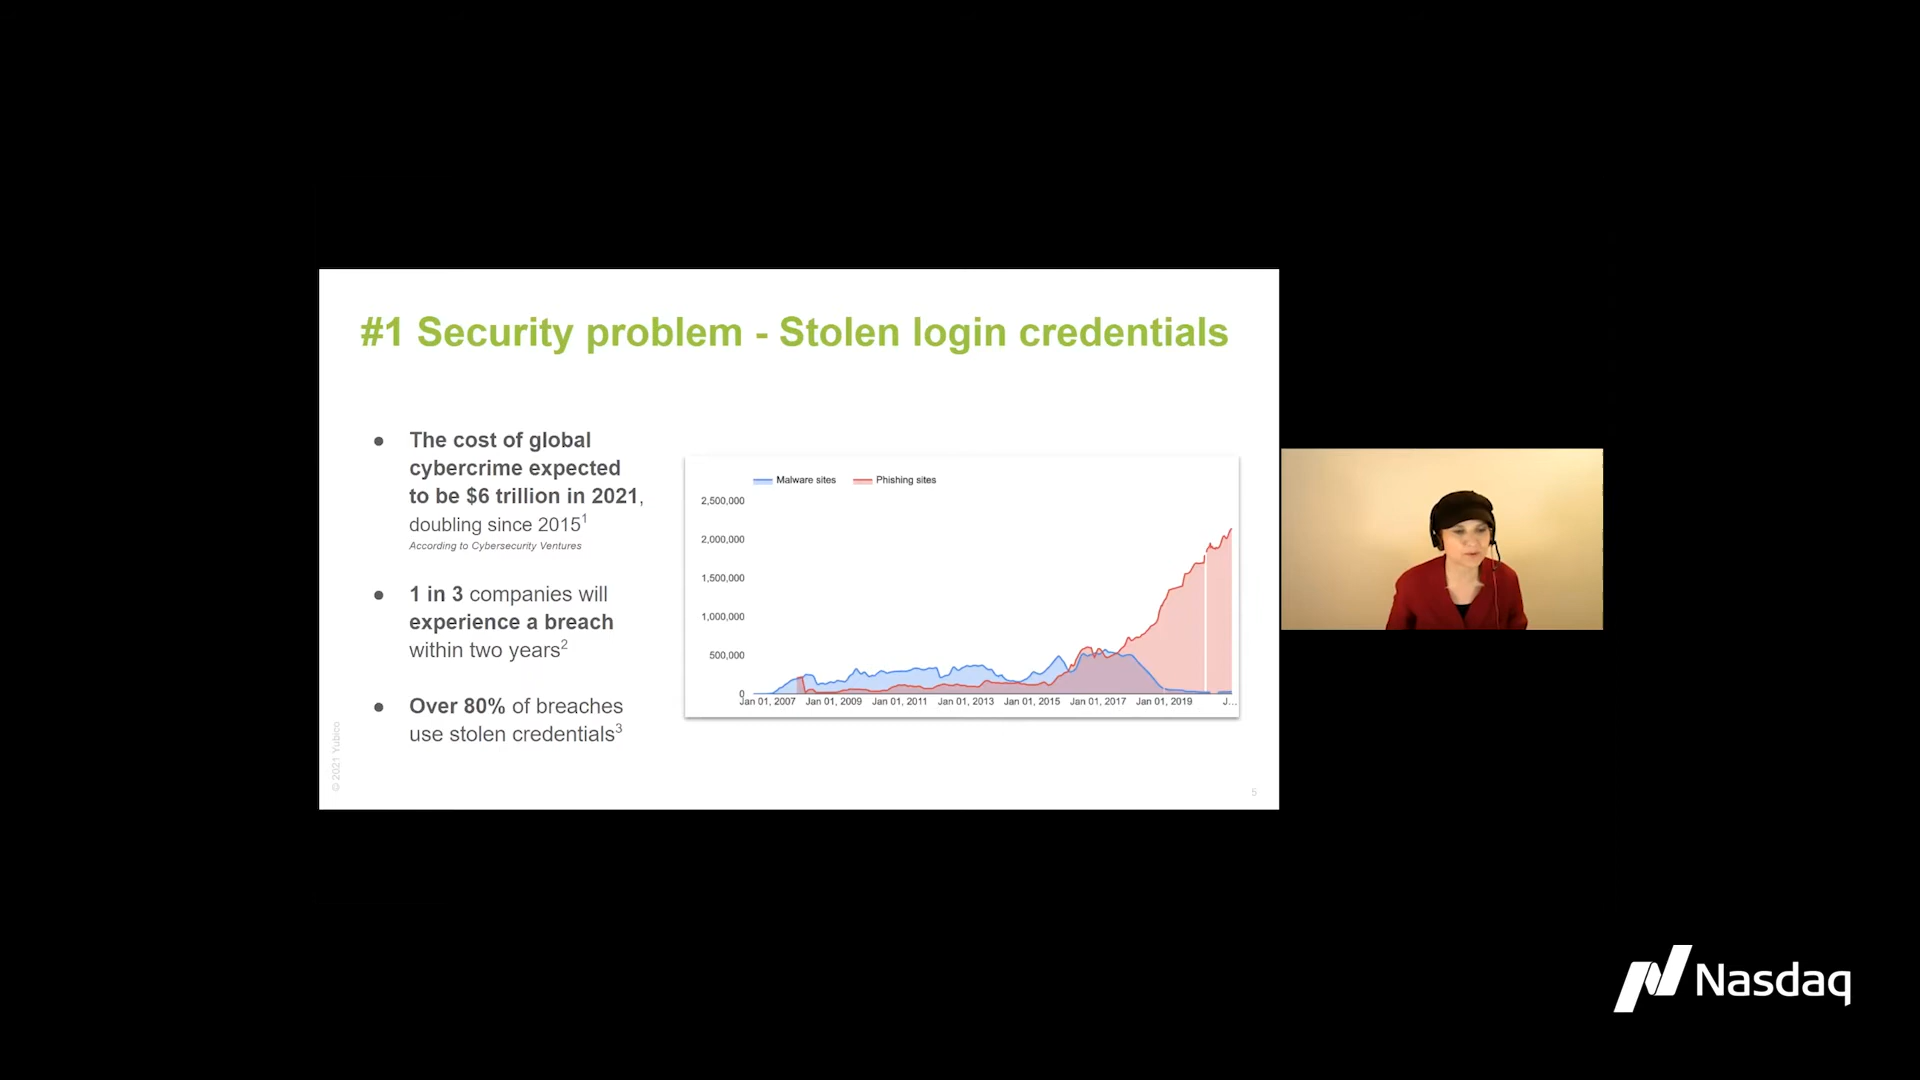 #1 Security problem - Stolen login credentials
● The cost of global
cybercrime expected
to be $6 trillion in 2021,
doubling since 2015¹
According to Cybersecurity Ventures
● 1 in 3 companies will
experience a breach
within two years²
● Over 80% of breaches
use stolen credentials³
Malware sites Phishing sites
2,500,000
2,000,000
1,500,000
1,000,000
500,000
0
Jan 01, 2007 Jan 01, 2009 Jan 01, 2011 Jan 01, 2013 Jan 01, 2015 Jan 01, 2017 Jan 01, 2019 J...
© 2021 Yubico
5
Nasdaq